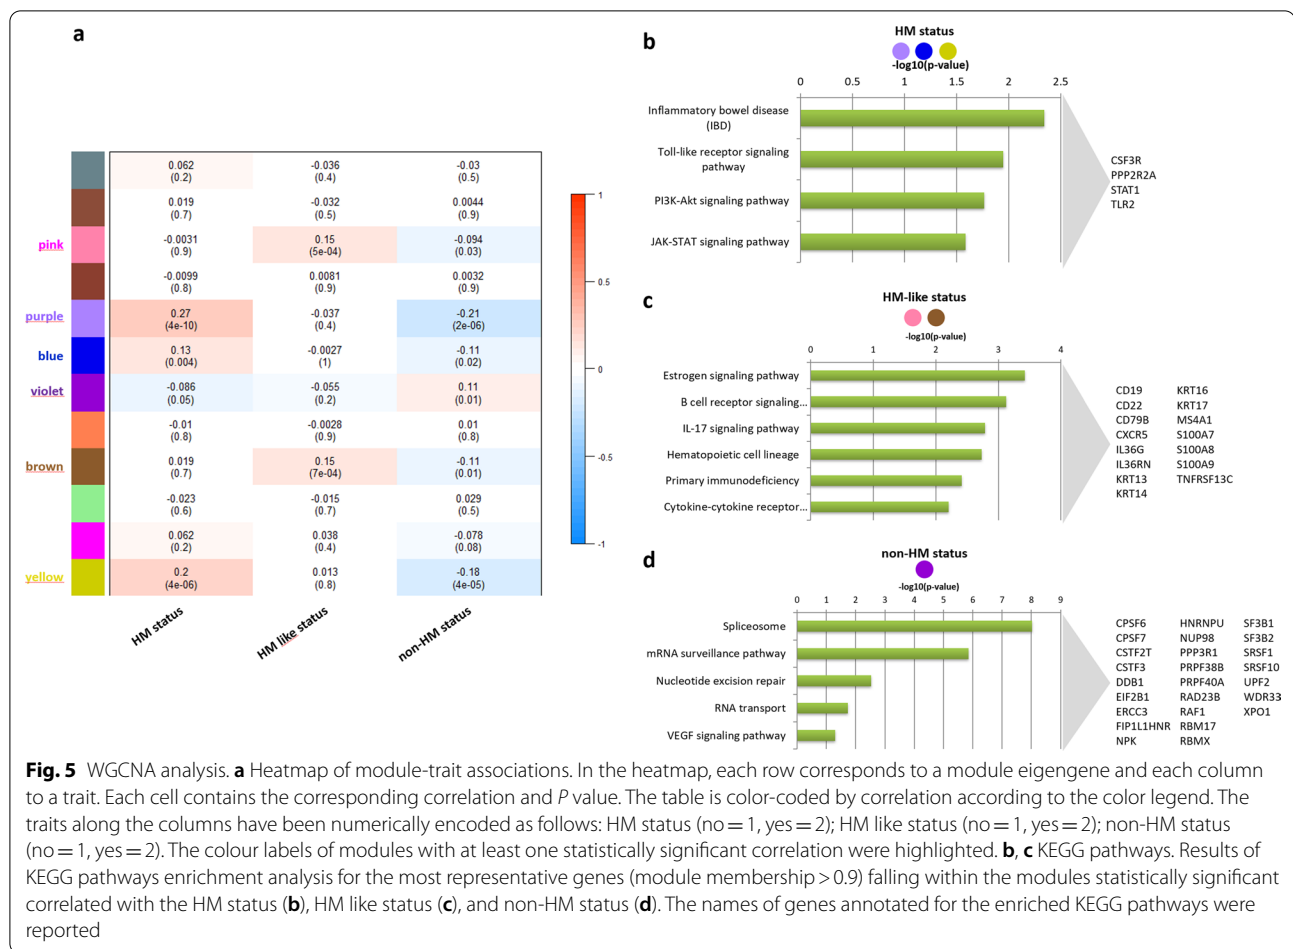 a
pink
purple
blue
violet
brown
yellow
0.062 -0.036 -0.03
(0.2) (0.4) (0.5)
0.019 -0.032 0.0044
(0.7) (0.5) (0.9)
-0.0031 0.15 -0.094
(0.9) (5e-04) (0.03)
-0.0099 0.0081 0.0032
(0.8) (0.9) (0.9)
0.27 -0.037 -0.21
(4e-10) (0.4) (2e-06)
0.13 -0.0027 -0.11
(0.004) (1) (0.02)
-0.086 -0.055 0.11
(0.05) (0.2) (0.01)
-0.01 -0.0028 0.01
(0.8) (0.9) (0.8)
0.019 0.15 -0.11
(0.7) (7e-04) (0.01)
-0.023 -0.015 0.029
(0.6) (0.7) (0.5)
0.062 0.038 -0.078
(0.2) (0.4) (0.08)
0.2 0.013 -0.18
(4e-06) (0.8) (4e-05)
HM status
HM like status
non-HM status
1
0.5
0
-0.5
-1
b
HM status
-log10(p-value)
0 0.5 1 1.5 2 2.5
Inflammatory bowel disease
(IBD)
Toll-like receptor signaling
pathway
PI3K-Akt signaling pathway
JAK-STAT signaling pathway
CSF3R
PPP2R2A
STAT1
TLR2
c
HM-like status
-log10(p-value)
0 1 2 3 4
Estrogen signaling pathway
B cell receptor signaling...
IL-17 signaling pathway
Hematopoietic cell lineage
Primary immunodeficiency
Cytokine-cytokine receptor...
CD19 KRT16
CD22 KRT17
CD79B MS4A1
CXCR5 S100A7
IL36G S100A8
IL36RN S100A9
KRT13 TNFRSF13C
KRT14
d
non-HM status
-log10(p-value)
0 1 2 3 4 5 6 7 8 9
Spliceosome
mRNA surveillance pathway
Nucleotide excision repair
RNA transport
VEGF signaling pathway
CPSF6 HNRNPU SF3B1
CPSF7 NUP98 SF3B2
CSTF2T PPP3R1 SRSF1
CSTF3 PRPF38B SRSF10
DDB1 PRPF40A UPF2
EIF2B1 RAD23B WDR33
ERCC3 RAF1 XPO1
FIP1L1HNR RBM17
NPK RBMX
Fig. 5 WGCNA analysis. a Heatmap of module-trait associations. In the heatmap, each row corresponds to a module eigengene and each column
to a trait. Each cell contains the corresponding correlation and P value. The table is color-coded by correlation according to the color legend. The
traits along the columns have been numerically encoded as follows: HM status (no = 1, yes = 2); HM like status (no = 1, yes = 2); non-HM status
(no = 1, yes = 2). The colour labels of modules with at least one statistically significant correlation were highlighted. b, c KEGG pathways. Results of
KEGG pathways enrichment analysis for the most representative genes (module membership > 0.9) falling within the modules statistically significant
correlated with the HM status (b), HM like status (c), and non-HM status (d). The names of genes annotated for the enriched KEGG pathways were
reported